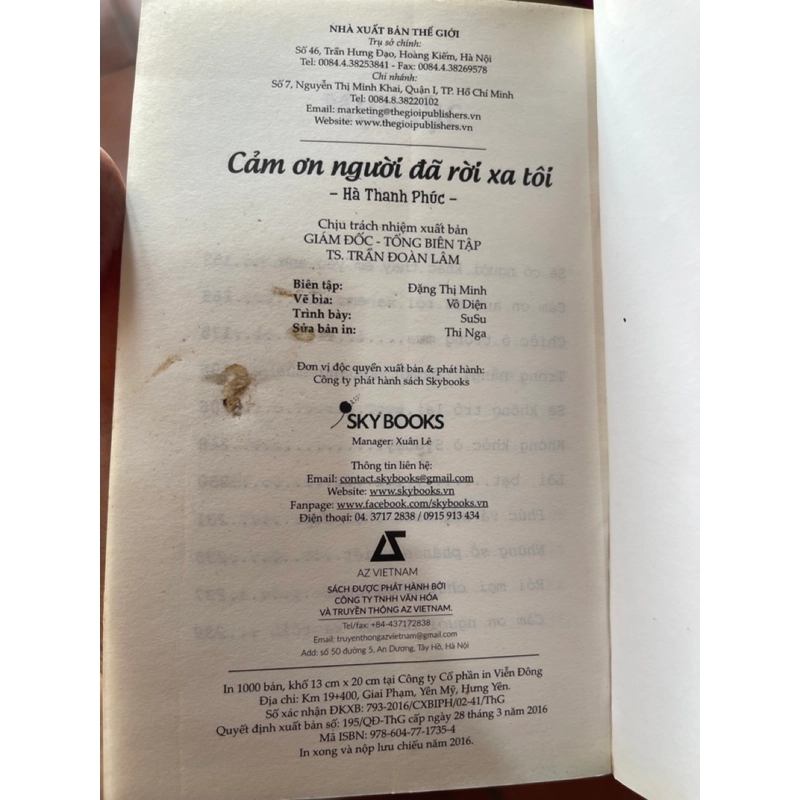 NHÀ XUẤT BẢN THẾ GIỚI
Trụ sở chính:
Số 46, Trần Hưng Đạo, Hoàng Kiếm, Hà Nội
Tel: 0084.4.38253841 - Fax: 0084.4.38269578
Chi nhánh:
Số 7, Nguyễn Thị Minh Khai, Quận I, TP. Hồ Chí Minh
Tel: 0084.8.38220102
Email: marketing@thegioipublishers.vn
Website: www.thegioipublishers.vn
Cảm ơn người đã rời xa tôi
– Hà Thanh Phúc –
Chịu trách nhiệm xuất bản
GIÁM ĐỐC - TỔNG BIÊN TẬP
TS. TRẦN ĐOÀN LÂM
Biên tập: Đặng Thị Minh
Vẽ bìa: Vô Diện
Trình bày: SuSu
Sửa bản in: Thi Nga
Đơn vị độc quyền xuất bản & phát hành:
Công ty phát hành sách Skybooks
SKYBOOKS
Manager: Xuân Lê
Thông tin liên hệ:
Email: contact.skybooks@gmail.com
Website: www.skybooks.vn
Fanpage: www.facebook.com/skybooks.vn
Điện thoại: 04. 3717 2838 / 0915 913 434
AZ VIETNAM
SÁCH ĐƯỢC PHÁT HÀNH BỞI
CÔNG TY TNHH VĂN HÓA
VÀ TRUYỀN THÔNG AZ VIETNAM.
Tel/fax: +84-437172838
Email: truyenthongazvietnam@gmail.com
Add: số 50 đường 5, An Dương, Tây Hồ, Hà Nội
In 1000 bản, khổ 13 cm x 20 cm tại Công ty Cổ phần in Viễn Đông
Địa chỉ: Km 19+400, Giai Phạm, Yên Mỹ, Hưng Yên.
Số xác nhận ĐKXB: 793-2016/CXBIPH/02-41/ThG
Quyết định xuất bản số: 195/QĐ-ThG cấp ngày 28 tháng 3 năm 2016
Mã ISBN: 978-604-77-1735-4
In xong và nộp lưu chiểu năm 2016.